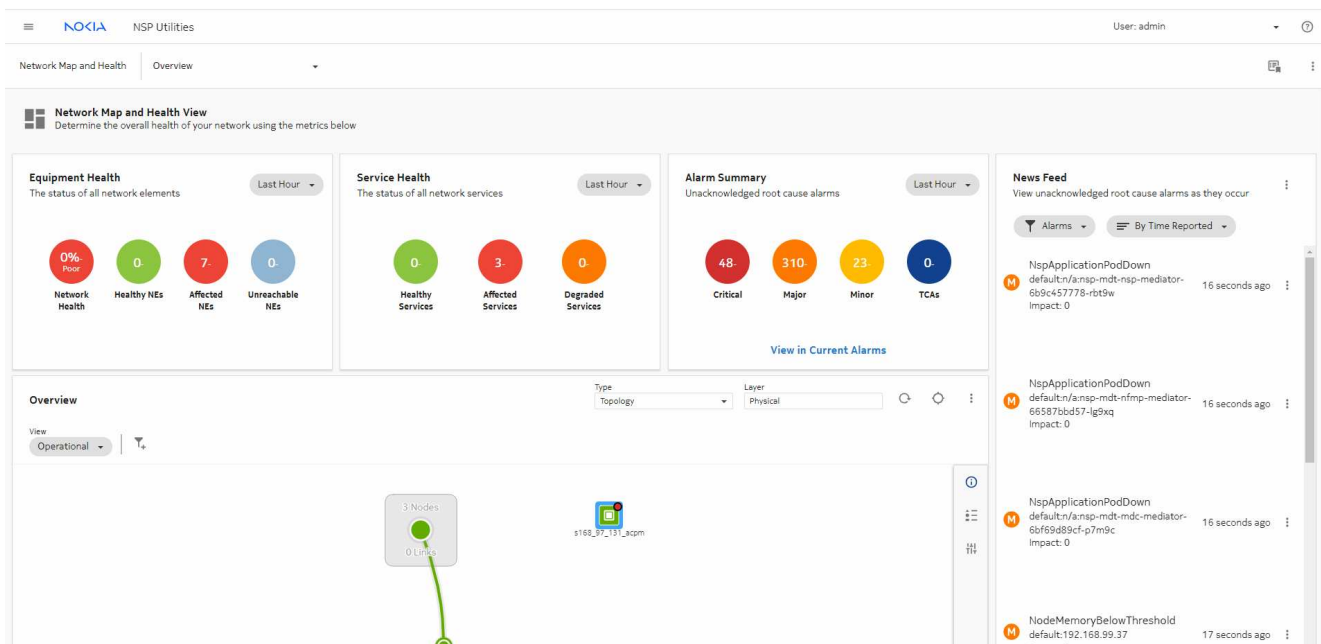 NOKIA NSP Utilities
User: admin
Network Map and Health Overview
Network Map and Health View
Determine the overall health of your network using the metrics below
Equipment Health
The status of all network elements
Last Hour
0%-
Poor
Network
Health
0-
Healthy NEs
7-
Affected
NEs
0-
Unreachable
NEs
Service Health
The status of all network services
Last Hour
0-
Healthy
Services
3-
Affected
Services
0-
Degraded
Services
Alarm Summary
Unacknowledged root cause alarms
Last Hour
48-
Critical
310-
Major
23-
Minor
0-
TCAs
View in Current Alarms
News Feed
View unacknowledged root cause alarms as they occur
Alarms
By Time Reported
M
NspApplicationPodDown
default:n/a:nsp-mdt-nsp-mediator-
6b9c457778-rbt9w
Impact: 0
16 seconds ago
M
NspApplicationPodDown
default:n/a:nsp-mdt-nfmp-mediator-
66587bbd57-lg9xq
Impact: 0
16 seconds ago
M
NspApplicationPodDown
default:n/a:nsp-mdt-mdc-mediator-
6bf69d89cf-p7m9c
Impact: 0
16 seconds ago
M
NodeMemoryBelowThreshold
default:192.168.99.37
17 seconds ago
Overview
Type
Topology
Layer
Physical
View
Operational
3 Nodes
0 Links
s168_97_131_acpm